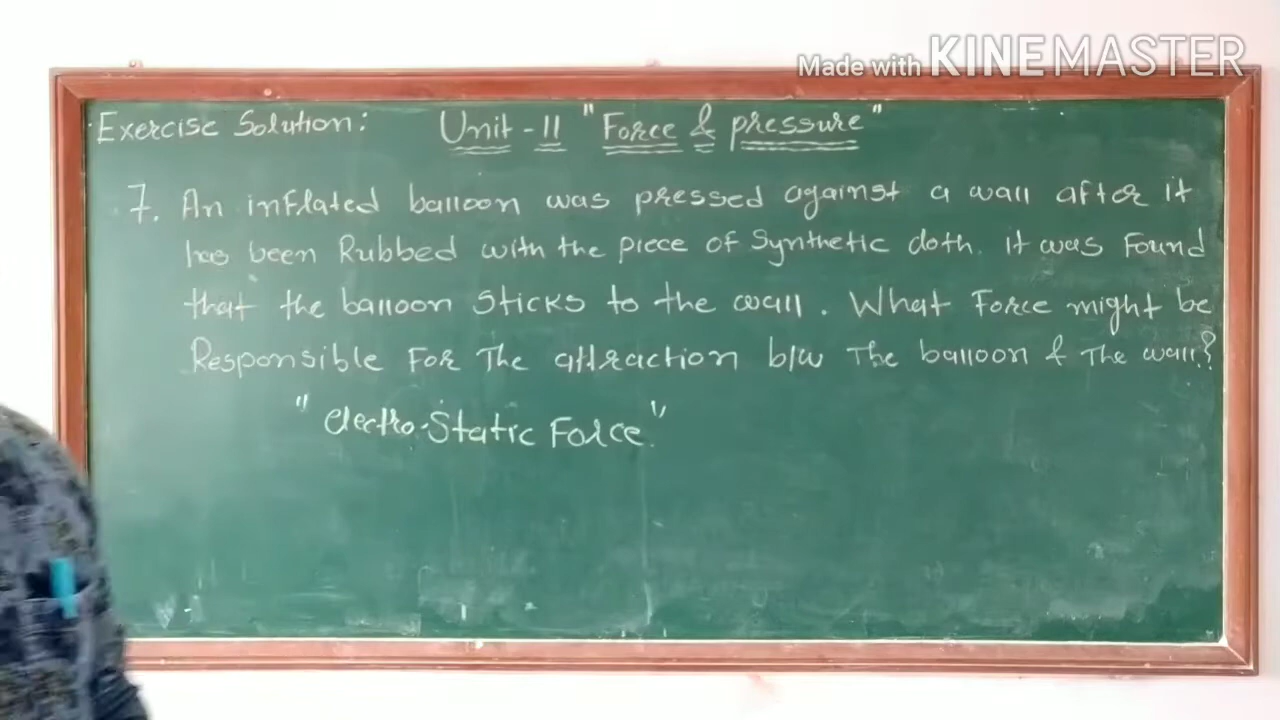 Made with KINEMASTER
Exercise Solution: Unit - 11 "Force & pressure"
7. An inflated balloon was pressed against a wall after it
has been Rubbed with the piece of synthetic cloth. it was found
that the balloon sticks to the wall. What Force might be
Responsible For The attraction b/w The balloon & The wall?
"electro-Static Force."